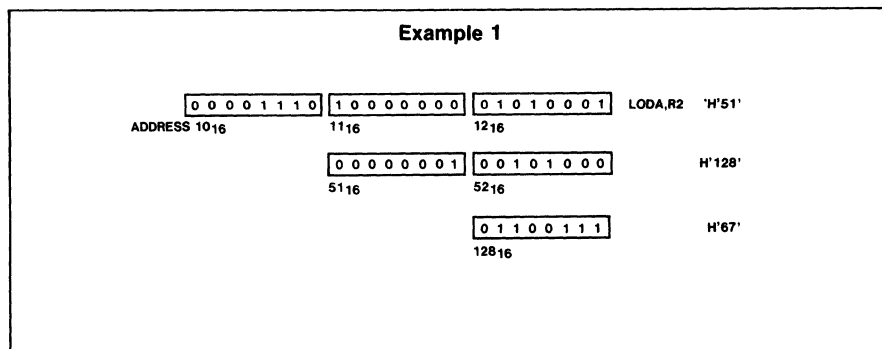 Example 1
0 0 0 0 1 1 1 0 1 0 0 0 0 0 0 0 0 1 0 1 0 0 0 1 LODA,R2 'H'51'
ADDRESS 10₁₆ 11₁₆ 12₁₆
0 0 0 0 0 0 0 1 0 0 1 0 1 0 0 0 H'128'
51₁₆ 52₁₆
0 1 1 0 0 1 1 1 H'67'
128₁₆